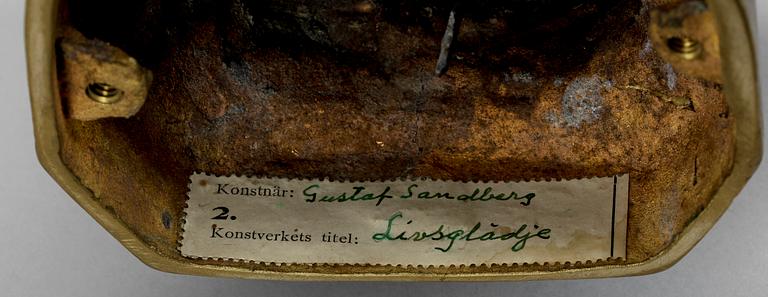 Konstnär: Gustaf Sandberg
2.
Konstverkets titel: Livsglädje